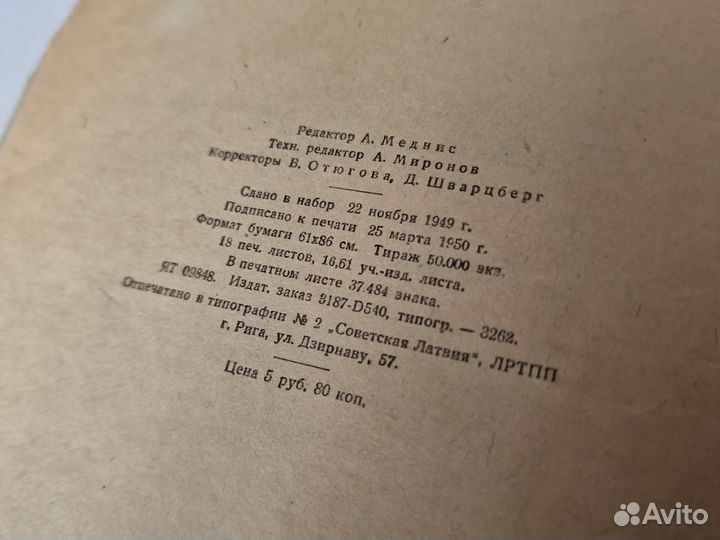 Редактор А. Меднис
Техн. редактор А. Миронов
Корректоры В. Отюгова, Д. Шварцберг
Сдано в набор 22 ноября 1949 г.
Подписано к печати 25 марта 1950 г.
Формат бумаги 61x86 см. Тираж 50.000 экз.
18 печ. листов, 16,61 уч.-изд. листа.
В печатном листе 37.484 знака.
ЯТ 09848. Издат. заказ 3187-D540, типогр. — 3262.
Отпечатано в типографии № 2 „Советская Латвия", ЛРТПП
г. Рига, ул. Дзирнаву, 57.
Цена 5 руб. 80 коп.
Avito